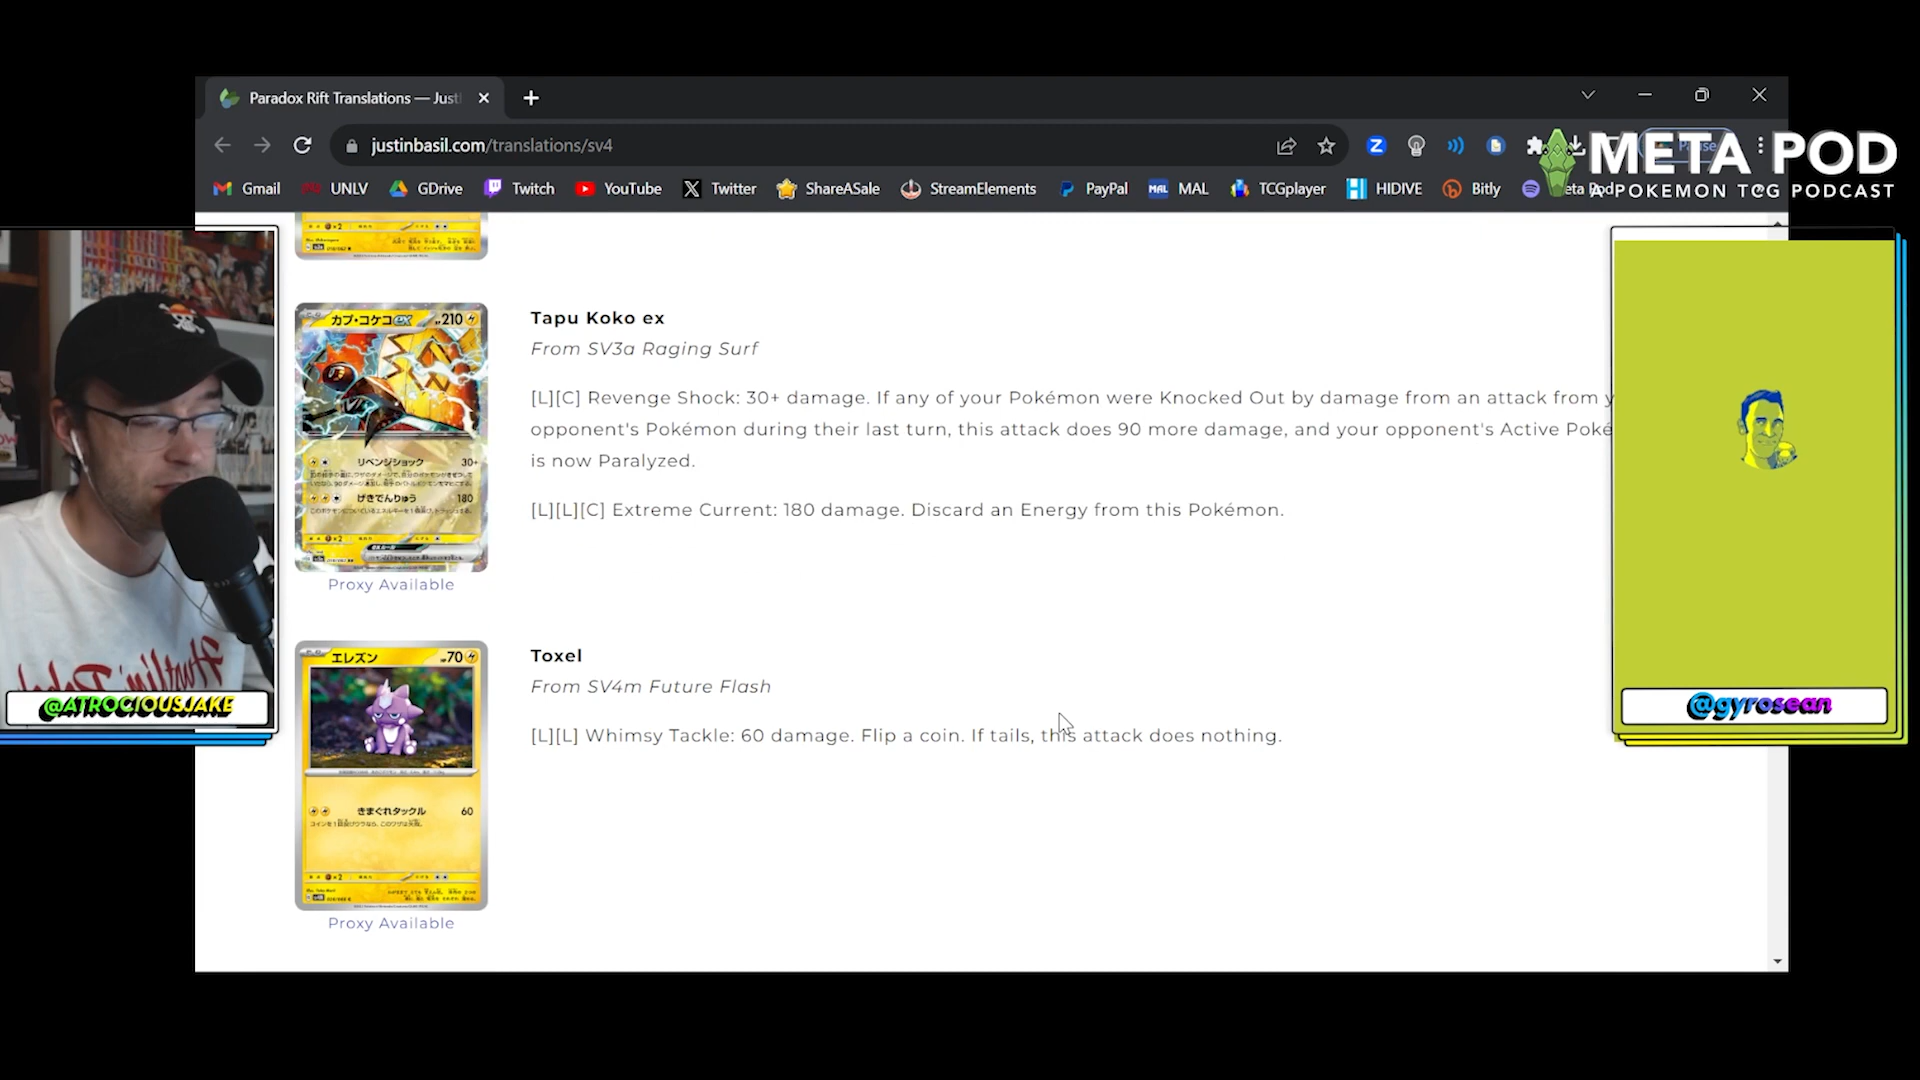 Paradox Rift Translations — Just
justinbasil.com/translations/sv4
META POD
A POKEMON TCG PODCAST
Gmail UNLV GDrive Twitch YouTube Twitter ShareASale StreamElements PayPal MAL TCGplayer HIDIVE Bitly
カプ・コケコex HP210
リベンジショック 30+
げきでんりゅう 180
Proxy Available
Tapu Koko ex
From SV3a Raging Surf
[L][C] Revenge Shock: 30+ damage. If any of your Pokémon were Knocked Out by damage from an attack from y
opponent's Pokémon during their last turn, this attack does 90 more damage, and your opponent's Active Poké
is now Paralyzed.
[L][L][C] Extreme Current: 180 damage. Discard an Energy from this Pokémon.
エレズン HP70
きまぐれタックル 60
Proxy Available
Toxel
From SV4m Future Flash
[L][L] Whimsy Tackle: 60 damage. Flip a coin. If tails, this attack does nothing.
@ATROCIOUSJAKE
@gyrosean